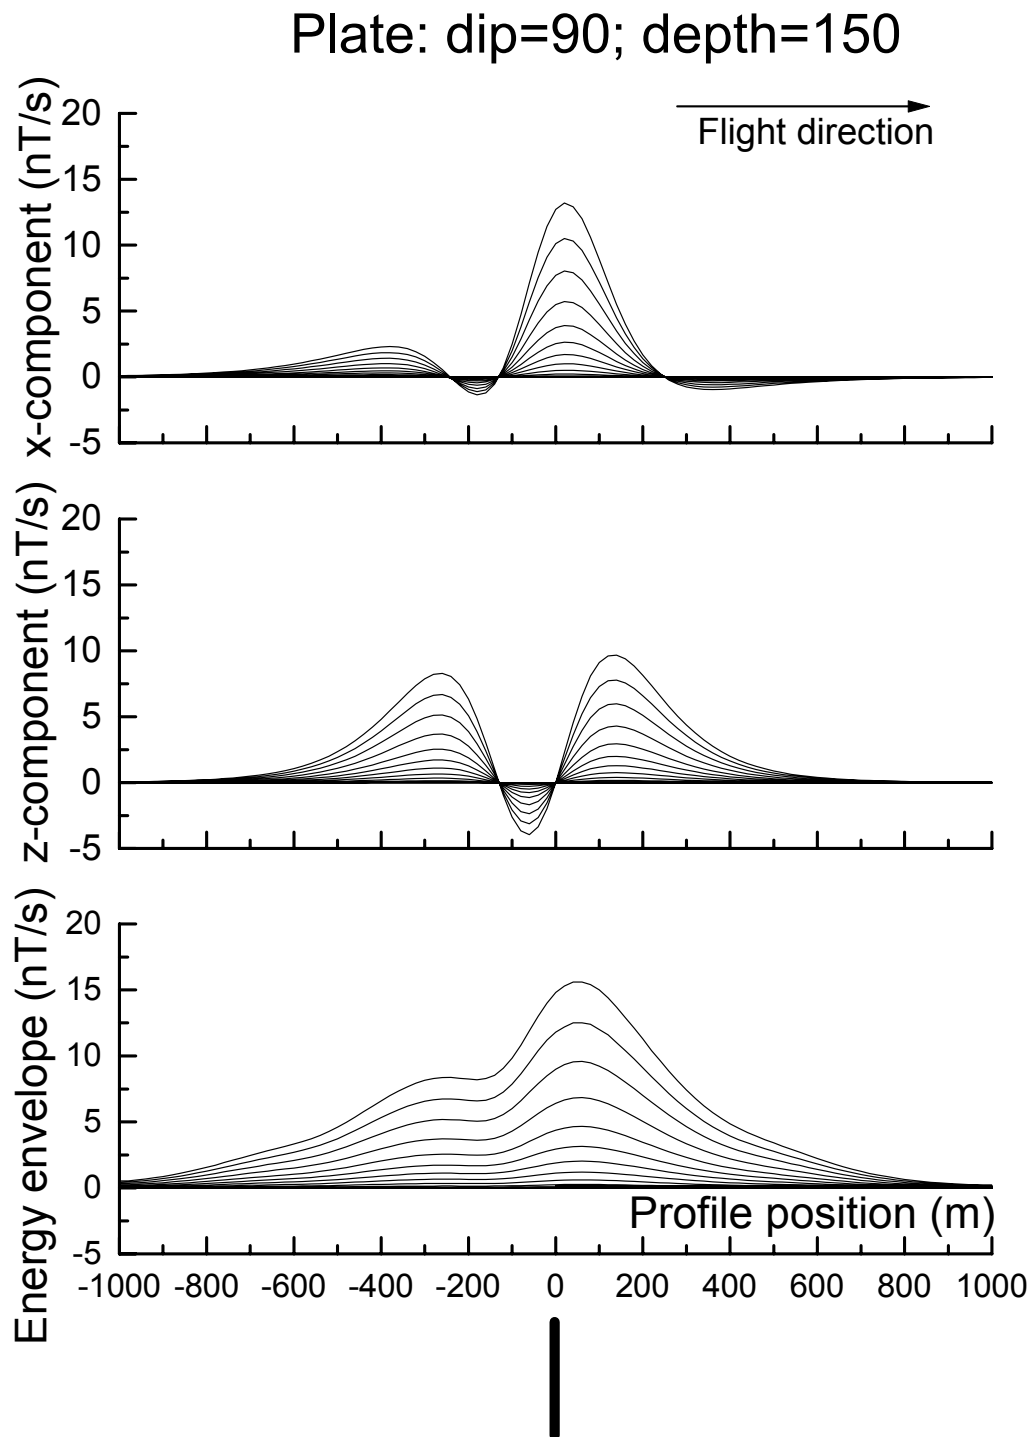 Plate: dip=90; depth=150
Flight direction
x-component (nT/s)
20
15
10
5
0
-5
z-component (nT/s)
20
15
10
5
0
-5
Energy envelope (nT/s)
20
15
10
5
0
-5
Profile position (m)
-1000 -800 -600 -400 -200 0 200 400 600 800 1000